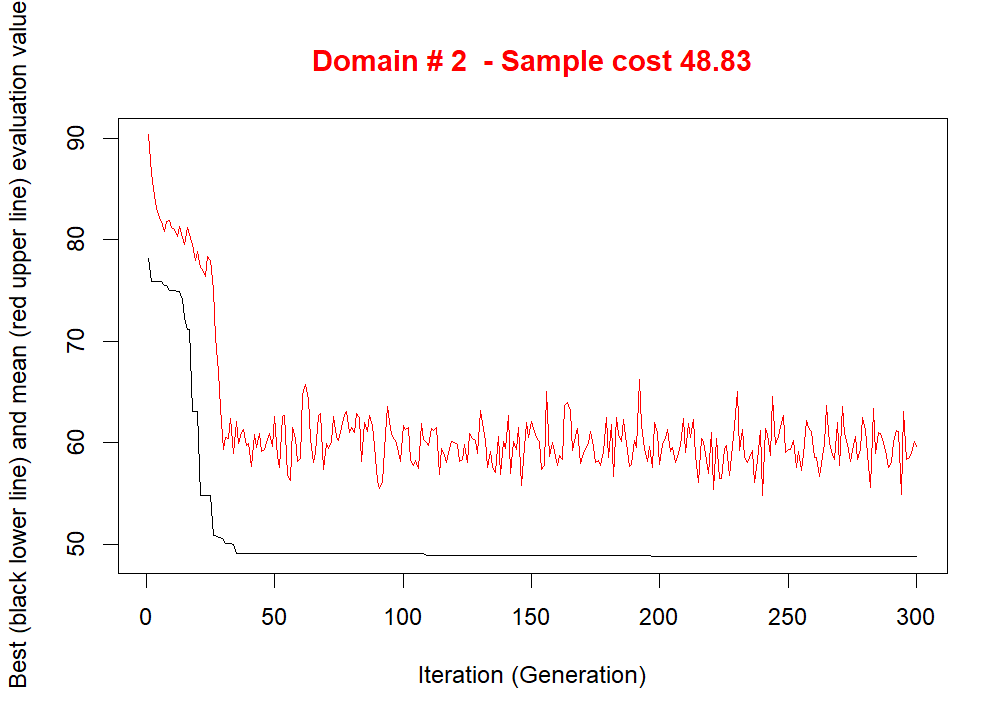 Domain # 2  - Sample cost 48.83
Best (black lower line) and mean (red upper line) evaluation value
90
80
70
60
50
0 50 100 150 200 250 300
Iteration (Generation)